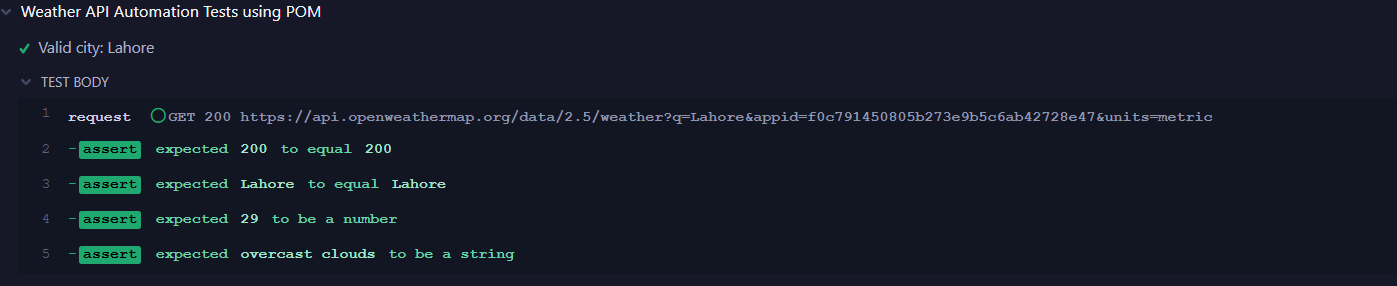 Weather API Automation Tests using POM
Valid city: Lahore
TEST BODY
1 request GET 200 https://api.openweathermap.org/data/2.5/weather?q=Lahore&appid=f0c791450805b273e9b5c6ab42728e47&units=metric
2 -assert expected 200 to equal 200
3 -assert expected Lahore to equal Lahore
4 -assert expected 29 to be a number
5 -assert expected overcast clouds to be a string